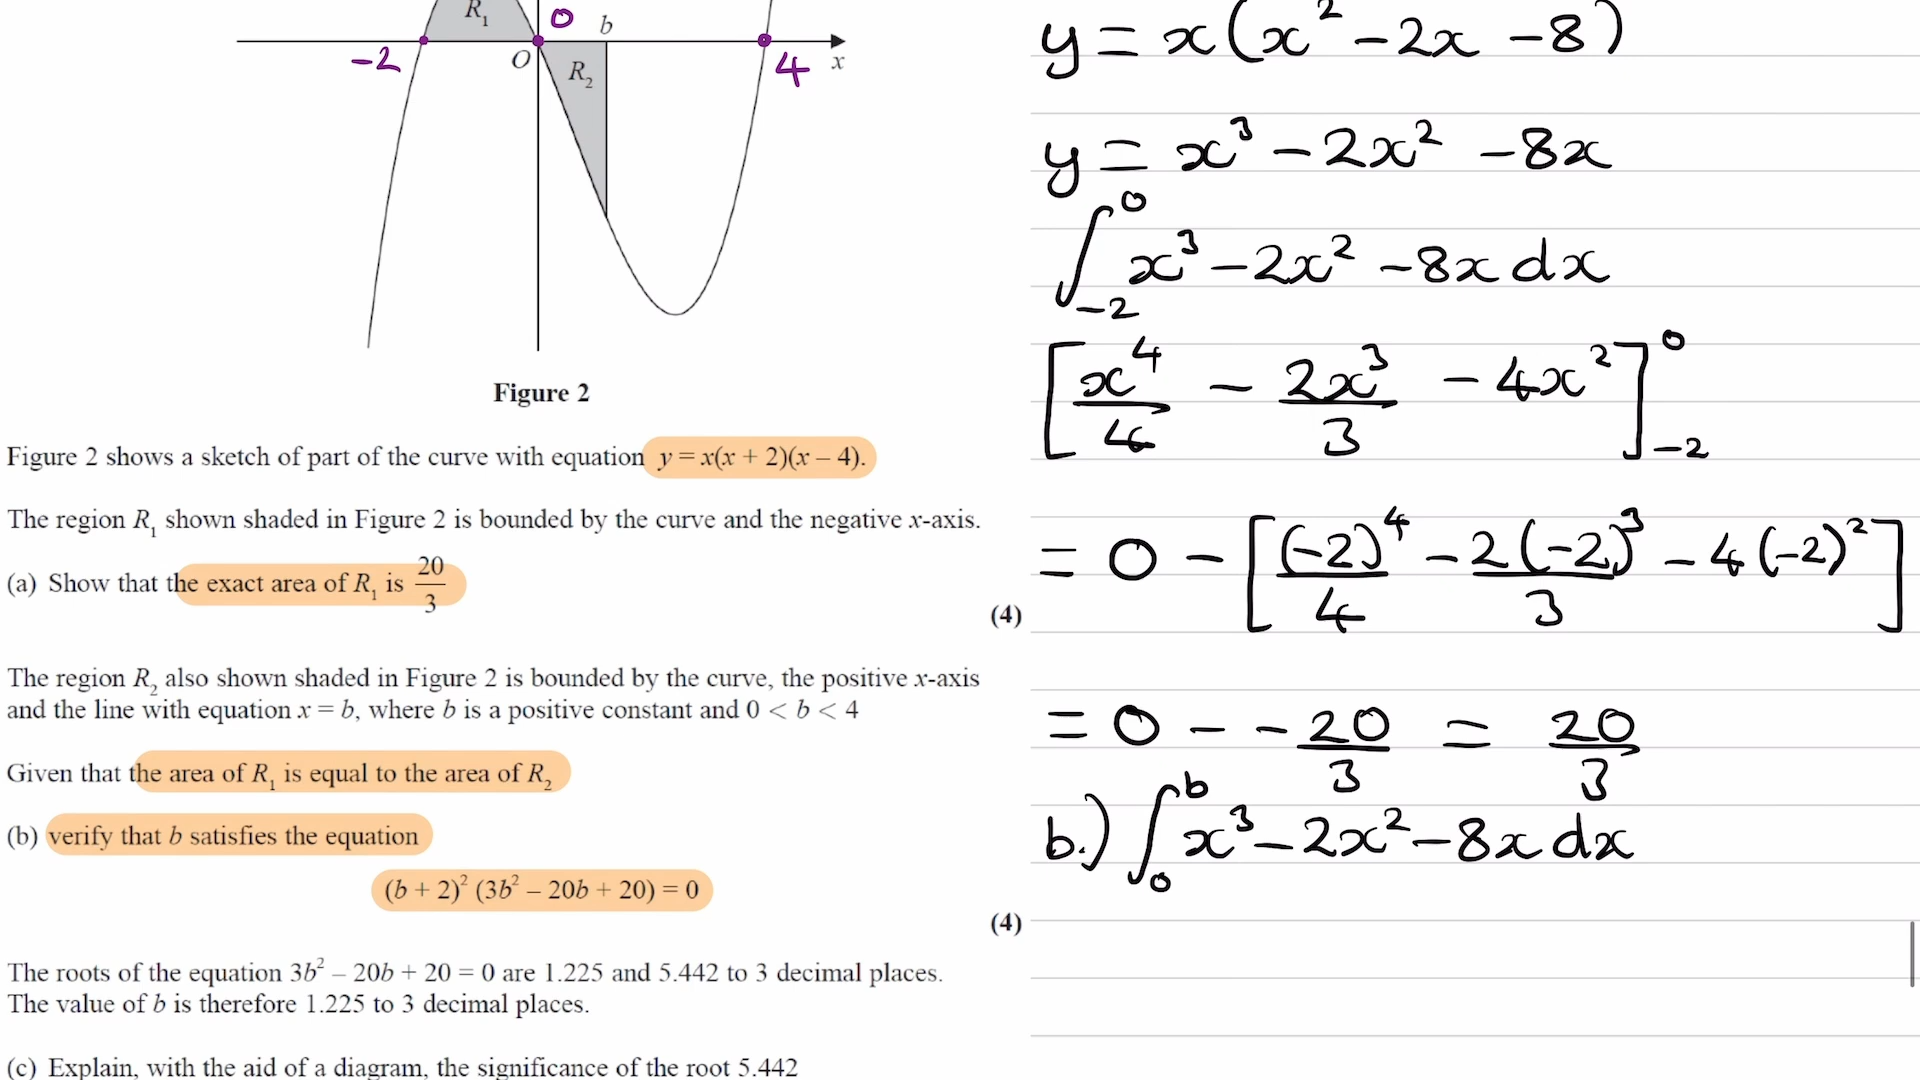 R₁
0
b
-2
O
R₂
4
x
Figure 2
Figure 2 shows a sketch of part of the curve with equation y = x(x + 2)(x – 4).
The region R₁ shown shaded in Figure 2 is bounded by the curve and the negative x-axis.
(a) Show that the exact area of R₁ is 20/3
(4)
The region R₂ also shown shaded in Figure 2 is bounded by the curve, the positive x-axis
and the line with equation x = b, where b is a positive constant and 0 < b < 4
Given that the area of R₁ is equal to the area of R₂
(b) verify that b satisfies the equation
(b + 2)² (3b² – 20b + 20) = 0
(4)
The roots of the equation 3b² – 20b + 20 = 0 are 1.225 and 5.442 to 3 decimal places.
The value of b is therefore 1.225 to 3 decimal places.
(c) Explain, with the aid of a diagram, the significance of the root 5.442
y = x(x² - 2x - 8)
y = x³ - 2x² - 8x
∫₋₂⁰ x³ - 2x² - 8x dx
[x⁴/4 - 2x³/3 - 4x²]₋₂⁰
= 0 - [(-2)⁴/4 - 2(-2)³/3 - 4(-2)²]
= 0 - - 20/3 = 20/3
b.) ∫₀ᵇ x³ - 2x² - 8x dx